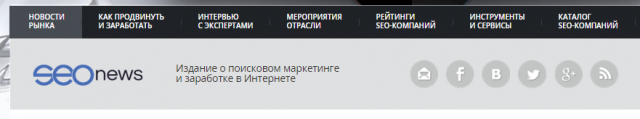 НОВОСТИ
РЫНКА
КАК ПРОДВИНУТЬ
И ЗАРАБОТАТЬ
ИНТЕРВЬЮ
С ЭКСПЕРТАМИ
МЕРОПРИЯТИЯ
ОТРАСЛИ
РЕЙТИНГИ
SEO-КОМПАНИЙ
ИНСТРУМЕНТЫ
И СЕРВИСЫ
КАТАЛОГ
SEO-КОМПАНИЙ
SEOnews
Издание о поисковом маркетинге
и заработке в Интернете